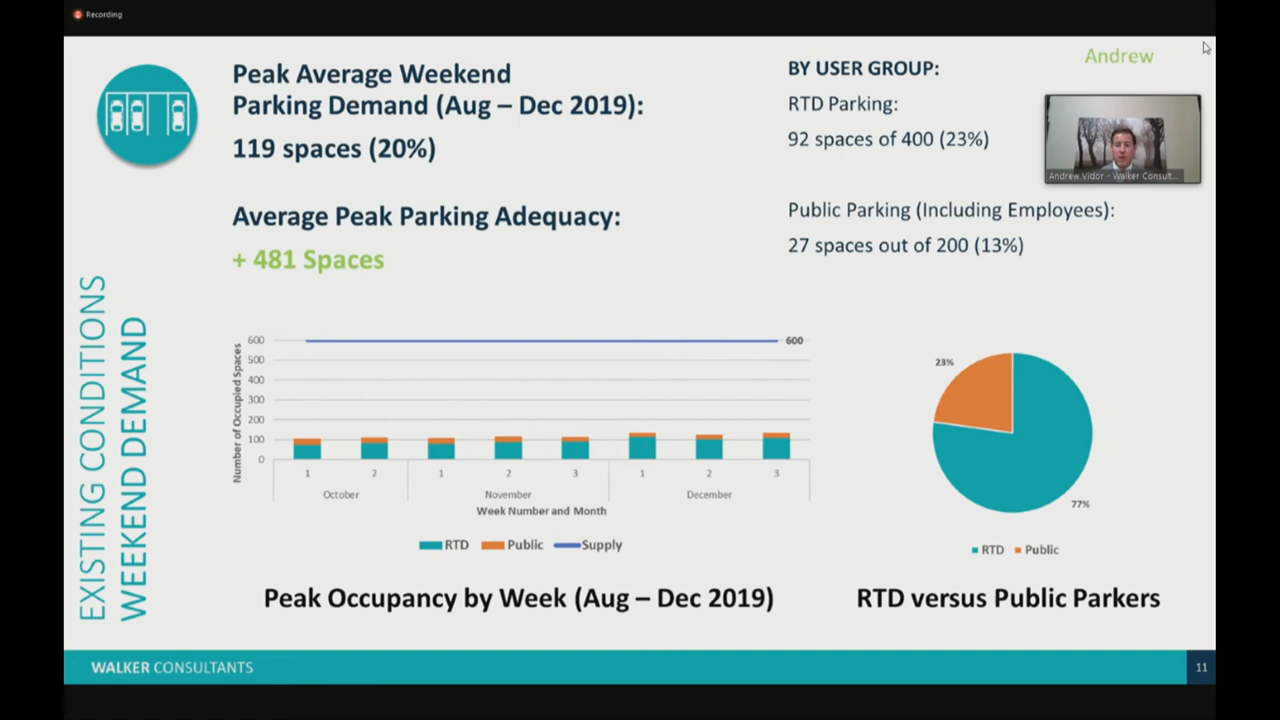 Recording
Andrew
Peak Average Weekend
Parking Demand (Aug – Dec 2019):
119 spaces (20%)
Average Peak Parking Adequacy:
+ 481 Spaces
BY USER GROUP:
RTD Parking:
92 spaces of 400 (23%)
Andrew Vidor - Walker Consult...
Public Parking (Including Employees):
27 spaces out of 200 (13%)
EXISTING CONDITIONS
WEEKEND DEMAND
Number of Occupied Spaces
600
500
400
300
200
100
0
600
1 2 1 2 3 1 2 3
October November December
Week Number and Month
RTD Public Supply
Peak Occupancy by Week (Aug – Dec 2019)
23%
77%
RTD Public
RTD versus Public Parkers
WALKER CONSULTANTS
11